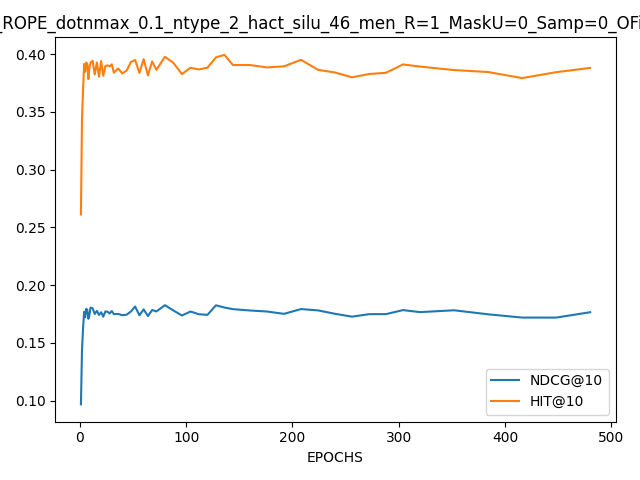 _ROPE_dotnmax_0.1_ntype_2_hact_silu_46_men_R=1_MaskU=0_Samp=0_OFi
0.40
0.35
0.30
0.25
0.20
0.15
0.10
NDCG@10
HIT@10
0 100 200 300 400 500
EPOCHS